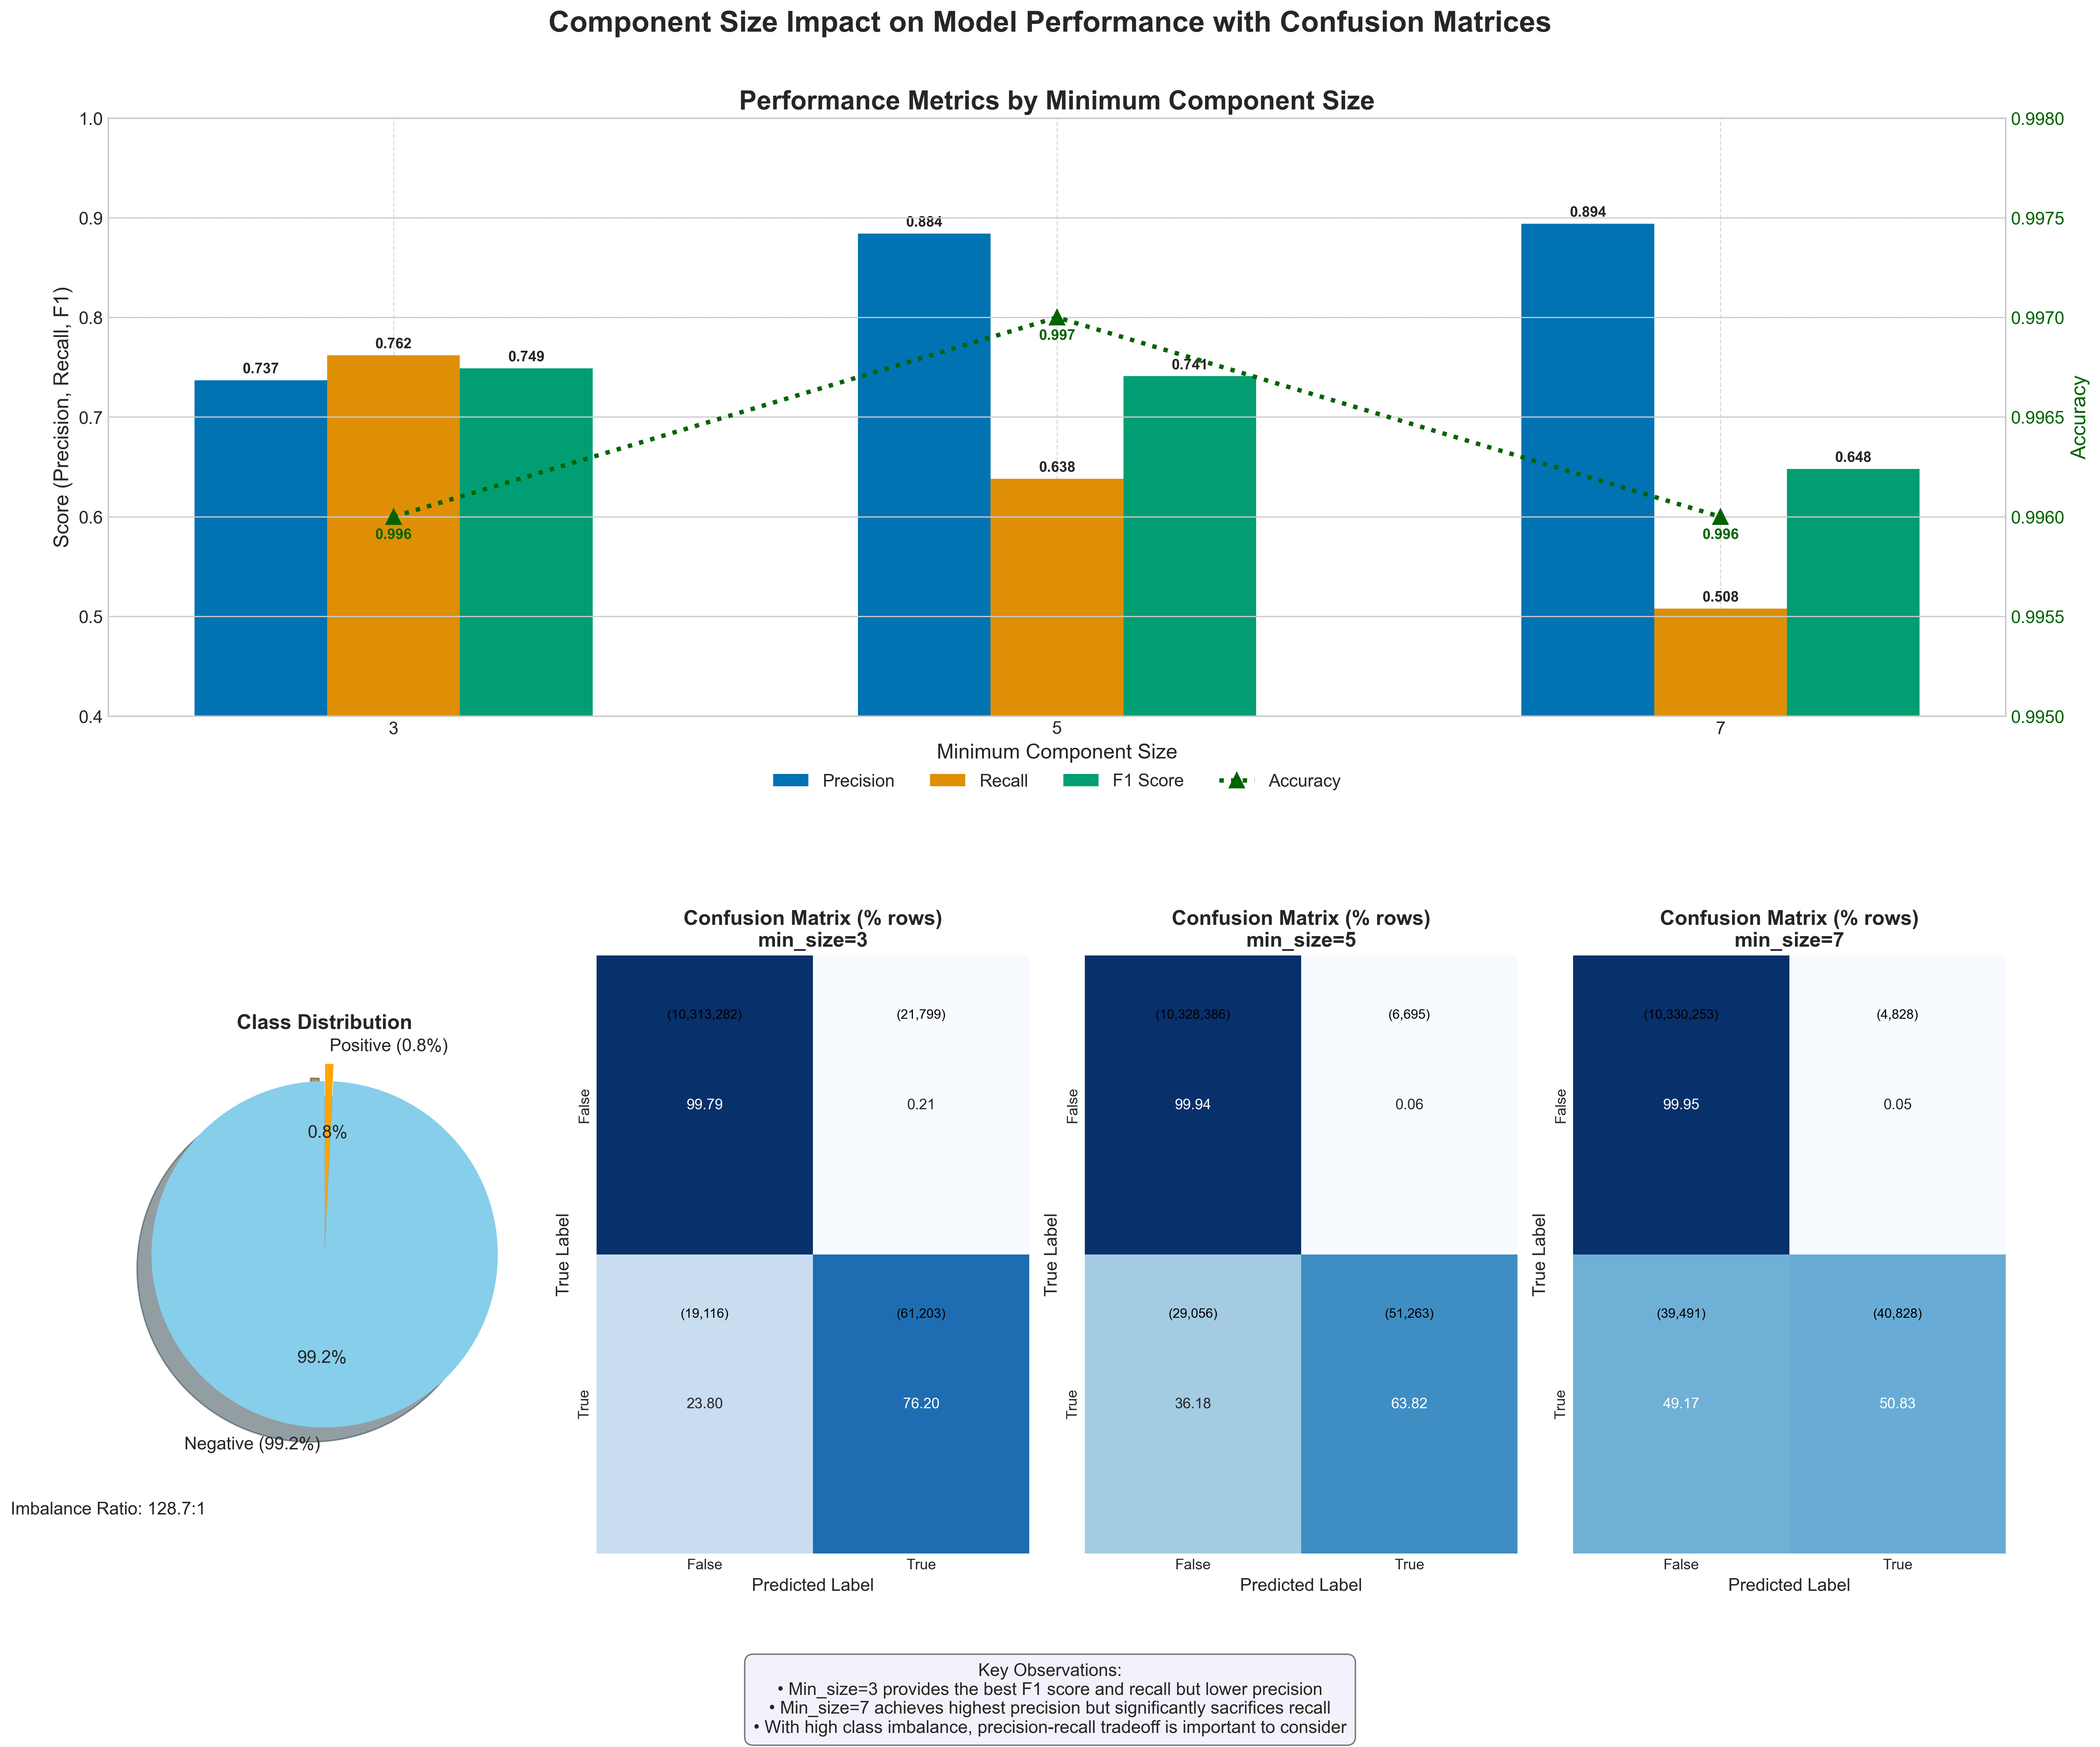 Component Size Impact on Model Performance with Confusion Matrices
Performance Metrics by Minimum Component Size
Score (Precision, Recall, F1)
1.0
0.9
0.8
0.7
0.6
0.5
0.4
0.737
0.762
0.749
0.884
0.638
0.741
0.894
0.508
0.648
0.996
0.997
0.996
0.9980
0.9975
0.9970
0.9965
0.9960
0.9955
0.9950
Accuracy
3
5
7
Minimum Component Size
Precision
Recall
F1 Score
Accuracy
Class Distribution
Positive (0.8%)
0.8%
99.2%
Negative (99.2%)
Imbalance Ratio: 128.7:1
Confusion Matrix (% rows)
min_size=3
True Label
False
(10,313,282)
(21,799)
99.79
0.21
True
(19,116)
(61,203)
23.80
76.20
False
True
Predicted Label
Confusion Matrix (% rows)
min_size=5
True Label
False
(10,328,386)
(6,695)
99.94
0.06
True
(29,056)
(51,263)
36.18
63.82
False
True
Predicted Label
Confusion Matrix (% rows)
min_size=7
True Label
False
(10,330,253)
(4,828)
99.95
0.05
True
(39,491)
(40,828)
49.17
50.83
False
True
Predicted Label
Key Observations:
• Min_size=3 provides the best F1 score and recall but lower precision
• Min_size=7 achieves highest precision but significantly sacrifices recall
• With high class imbalance, precision-recall tradeoff is important to consider